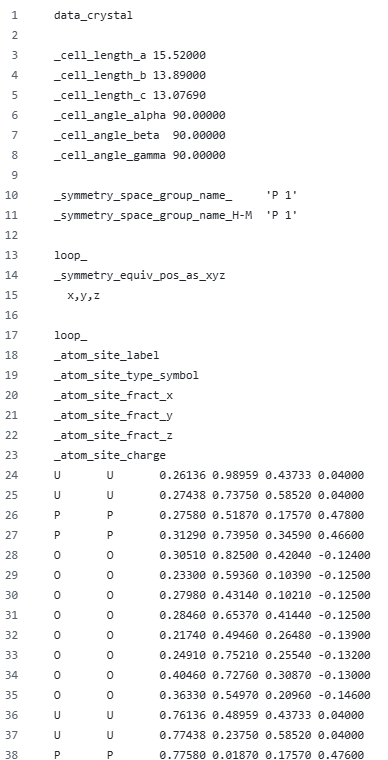 1 data_crystal
2
3 _cell_length_a 15.52000
4 _cell_length_b 13.89000
5 _cell_length_c 13.07690
6 _cell_angle_alpha 90.00000
7 _cell_angle_beta  90.00000
8 _cell_angle_gamma 90.00000
9
10 _symmetry_space_group_name_     'P 1'
11 _symmetry_space_group_name_H-M  'P 1'
12
13 loop_
14 _symmetry_equiv_pos_as_xyz
15   x,y,z
16
17 loop_
18 _atom_site_label
19 _atom_site_type_symbol
20 _atom_site_fract_x
21 _atom_site_fract_y
22 _atom_site_fract_z
23 _atom_site_charge
24 U       U       0.26136 0.98959 0.43733 0.04000
25 U       U       0.27438 0.73750 0.58520 0.04000
26 P       P       0.27580 0.51870 0.17570 0.47800
27 P       P       0.31290 0.73950 0.34590 0.46600
28 O       O       0.30510 0.82500 0.42040 -0.12400
29 O       O       0.23300 0.59360 0.10390 -0.12500
30 O       O       0.27980 0.43140 0.10210 -0.12500
31 O       O       0.28460 0.65370 0.41440 -0.12500
32 O       O       0.21740 0.49460 0.26480 -0.13900
33 O       O       0.24910 0.75210 0.25540 -0.13200
34 O       O       0.40460 0.72760 0.30870 -0.13000
35 O       O       0.36330 0.54970 0.20960 -0.14600
36 U       U       0.76136 0.48959 0.43733 0.04000
37 U       U       0.77438 0.23750 0.58520 0.04000
38 P       P       0.77580 0.01870 0.17570 0.47600